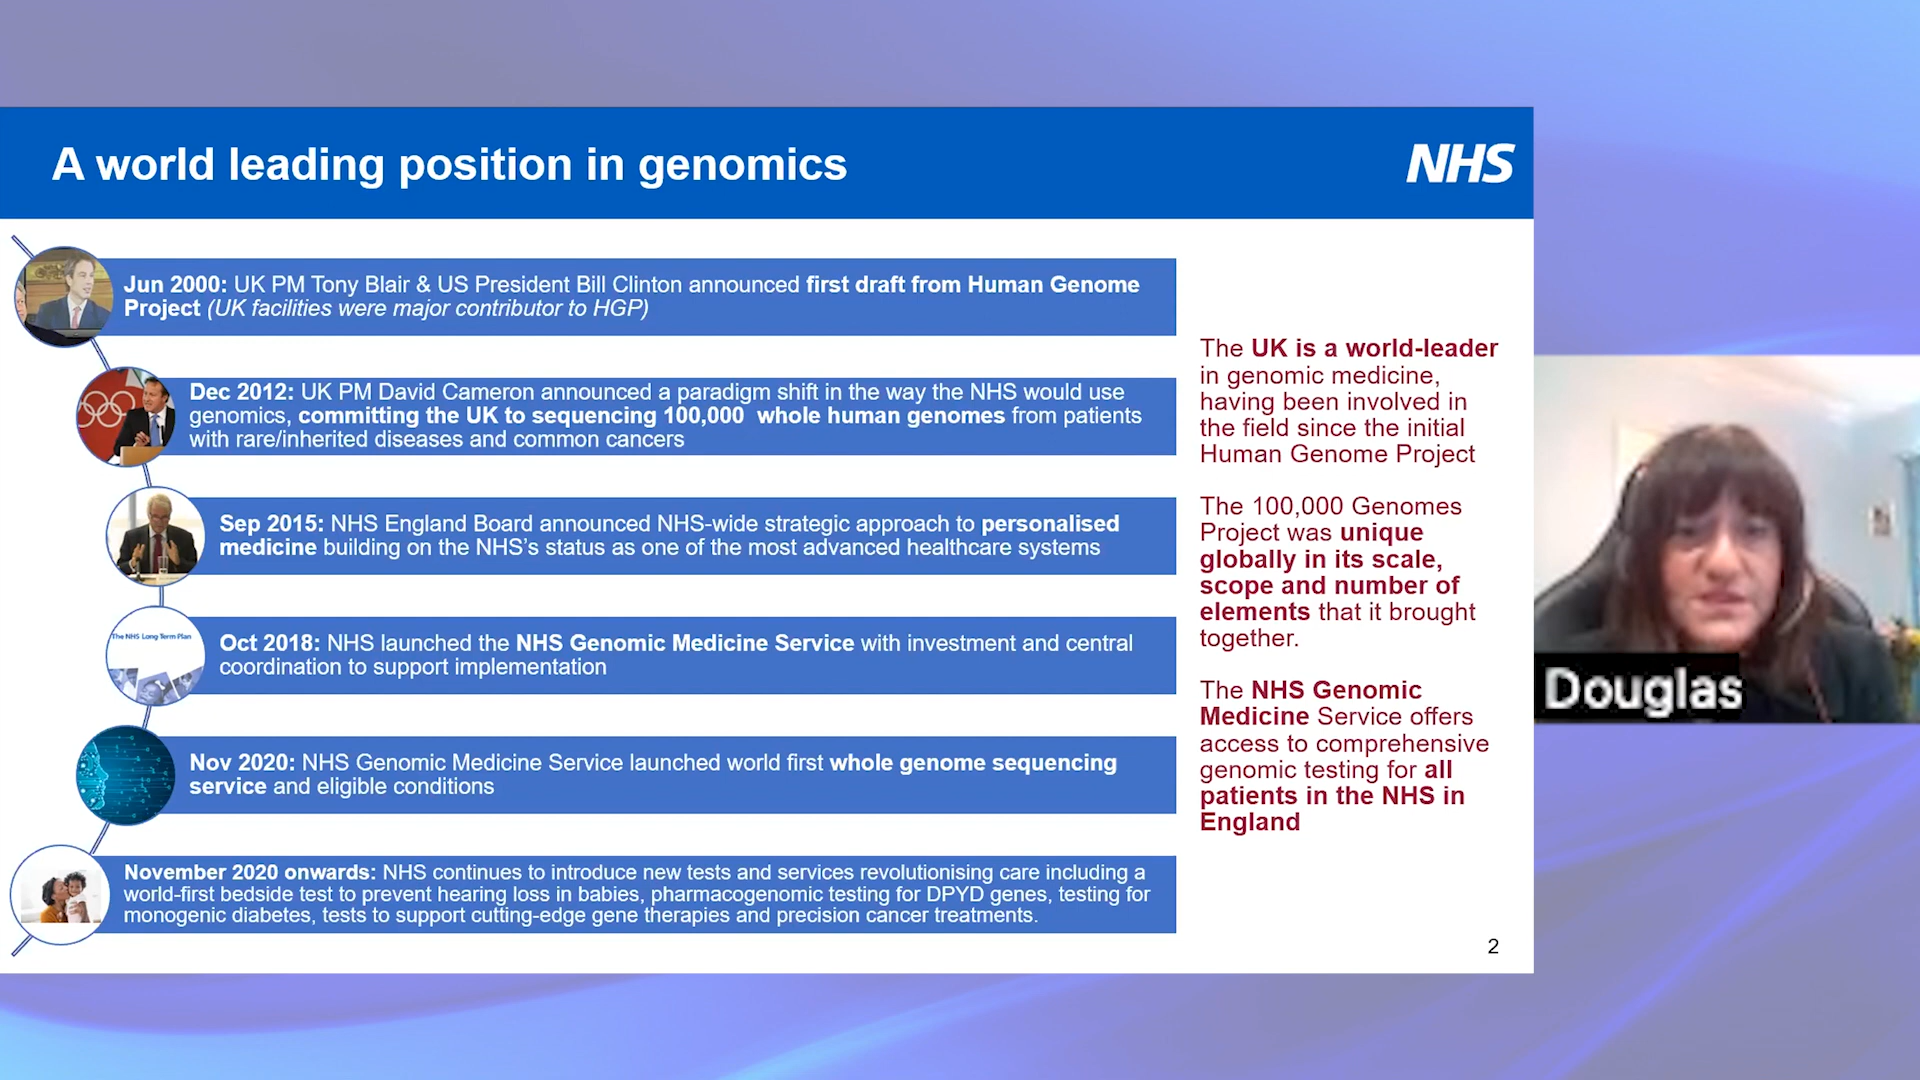 A world leading position in genomics
NHS
Jun 2000: UK PM Tony Blair & US President Bill Clinton announced first draft from Human Genome
Project (UK facilities were major contributor to HGP)
Dec 2012: UK PM David Cameron announced a paradigm shift in the way the NHS would use
genomics, committing the UK to sequencing 100,000 whole human genomes from patients
with rare/inherited diseases and common cancers
Sep 2015: NHS England Board announced NHS-wide strategic approach to personalised
medicine building on the NHS's status as one of the most advanced healthcare systems
The NHS Long Term Plan
Oct 2018: NHS launched the NHS Genomic Medicine Service with investment and central
coordination to support implementation
Nov 2020: NHS Genomic Medicine Service launched world first whole genome sequencing
service and eligible conditions
November 2020 onwards: NHS continues to introduce new tests and services revolutionising care including a
world-first bedside test to prevent hearing loss in babies, pharmacogenomic testing for DPYD genes, testing for
monogenic diabetes, tests to support cutting-edge gene therapies and precision cancer treatments.
The UK is a world-leader
in genomic medicine,
having been involved in
the field since the initial
Human Genome Project
The 100,000 Genomes
Project was unique
globally in its scale,
scope and number of
elements that it brought
together.
The NHS Genomic
Medicine Service offers
access to comprehensive
genomic testing for all
patients in the NHS in
England
2
Douglas